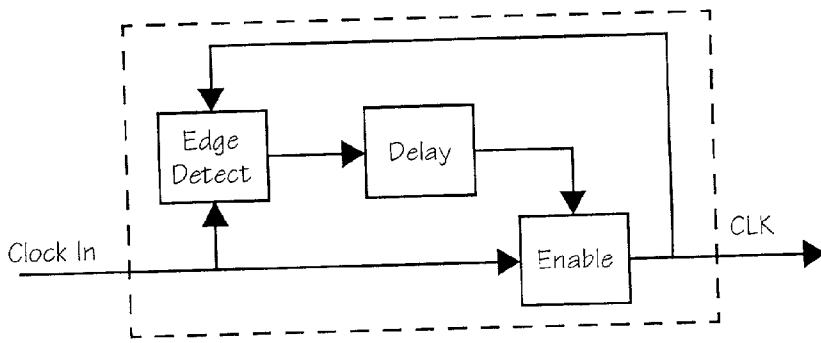 Edge
Detect
Delay
Clock In
Enable
CLK